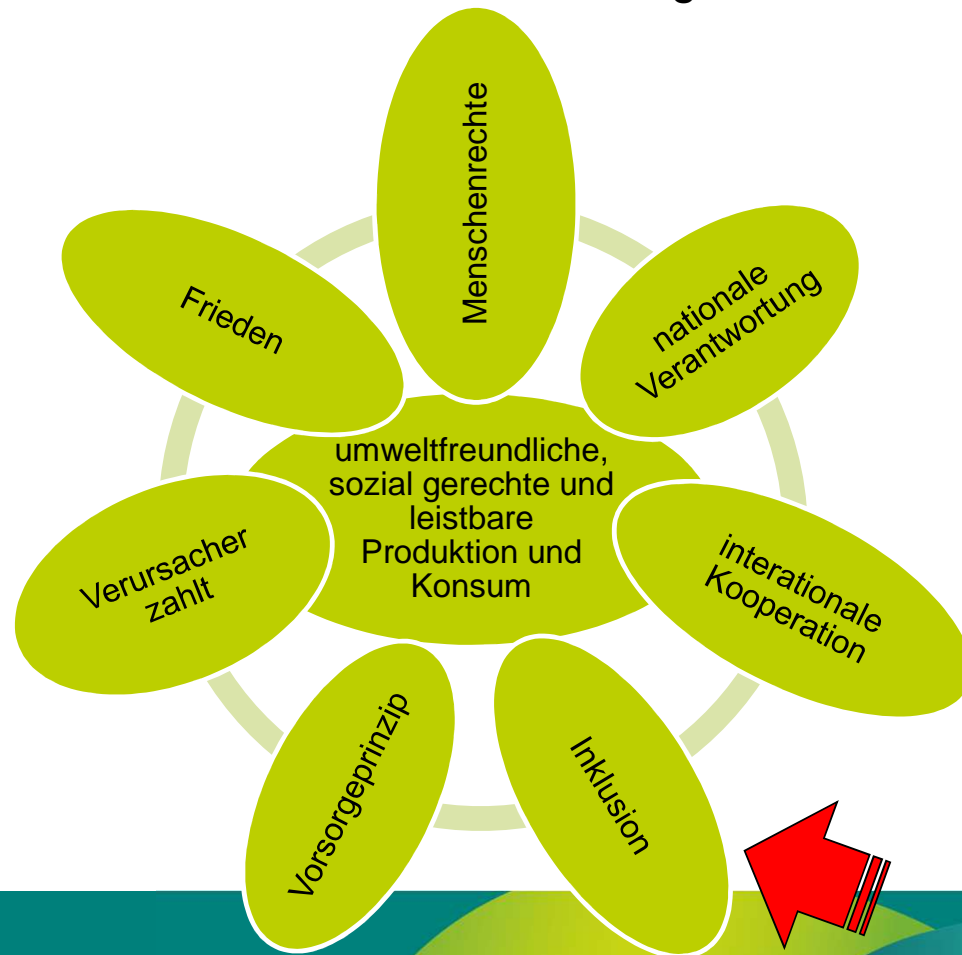 Menschenrechte
nationale
Verantwortung
interationale
Kooperation
Inklusion
Vorsorgeprinzip
Verursacher
zahlt
Frieden
umweltfreundliche,
sozial gerechte und
leistbare
Produktion und
Konsum